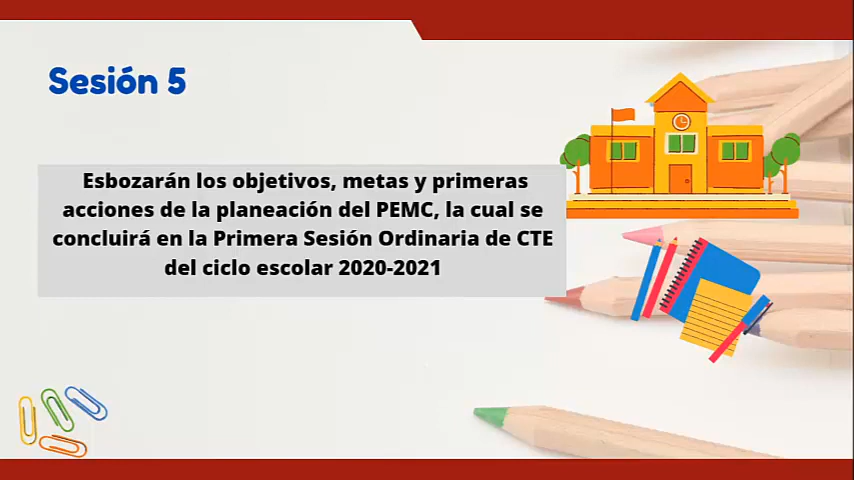 Sesión 5
Esbozarán los objetivos, metas y primeras
acciones de la planeación del PEMC, la cual se
concluirá en la Primera Sesión Ordinaria de CTE
del ciclo escolar 2020-2021